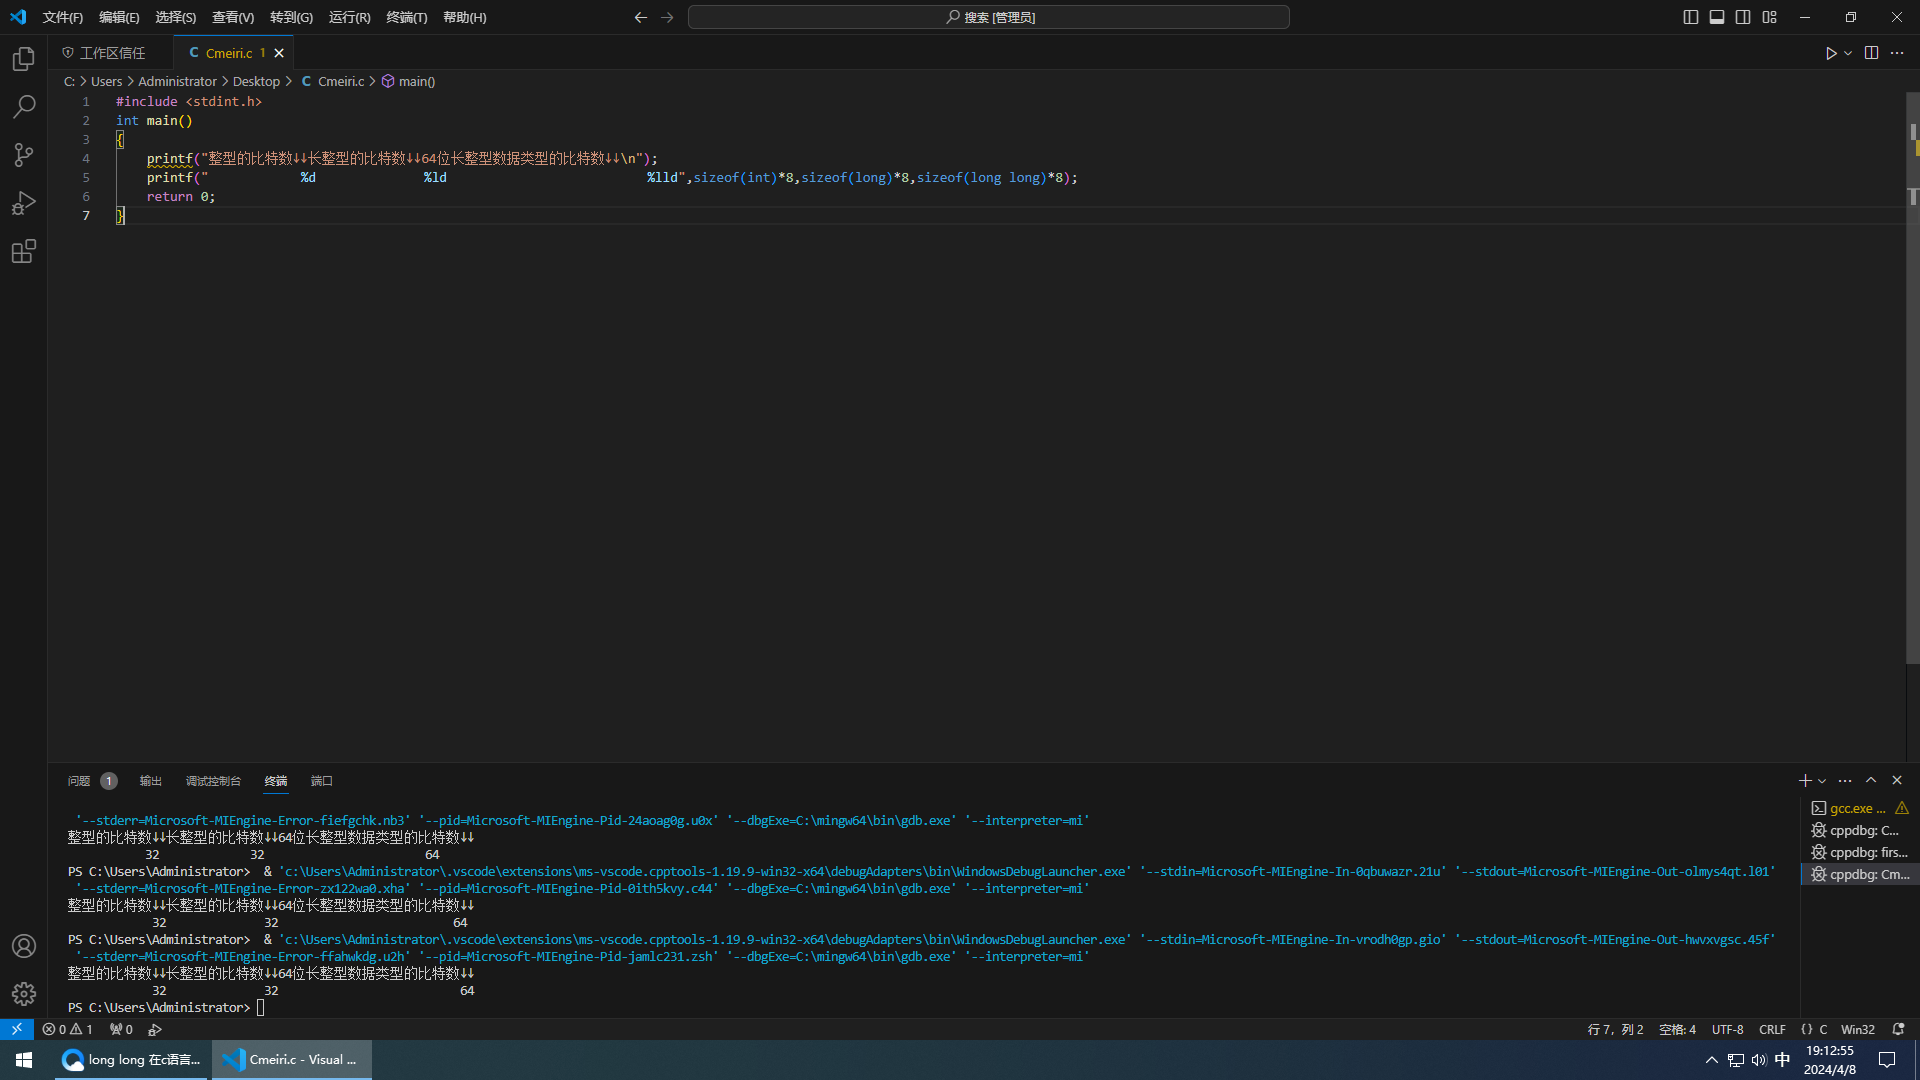 文件(F) 编辑(E) 选择(S) 查看(V) 转到(G) 运行(R) 终端(T) 帮助(H)
搜索 [管理员]
工作区信任
C Cmeiri.c 1
C: > Users > Administrator > Desktop > C Cmeiri.c > main()
1 #include <stdint.h>
2 int main()
3 {
4 printf("整型的比特数↓↓长整型的比特数↓↓64位长整型数据类型的比特数↓↓\n");
5 printf("            %d              %ld                          %lld",sizeof(int)*8,sizeof(long)*8,sizeof(long long)*8);
6 return 0;
7 }
问题 1 输出 调试控制台 终端 端口
'--stderr=Microsoft-MIEngine-Error-fiefgchk.nb3' '--pid=Microsoft-MIEngine-Pid-24aoag0g.u0x' '--dbgExe=C:\mingw64\bin\gdb.exe' '--interpreter=mi'
整型的比特数↓↓长整型的比特数↓↓64位长整型数据类型的比特数↓↓
32 32 64
PS C:\Users\Administrator>  & 'c:\Users\Administrator\.vscode\extensions\ms-vscode.cpptools-1.19.9-win32-x64\debugAdapters\bin\WindowsDebugLauncher.exe' '--stdin=Microsoft-MIEngine-In-0qbuwazr.21u' '--stdout=Microsoft-MIEngine-Out-olmys4qt.l01'
'--stderr=Microsoft-MIEngine-Error-zx122wa0.xha' '--pid=Microsoft-MIEngine-Pid-0ith5kvy.c44' '--dbgExe=C:\mingw64\bin\gdb.exe' '--interpreter=mi'
整型的比特数↓↓长整型的比特数↓↓64位长整型数据类型的比特数↓↓
32 32 64
PS C:\Users\Administrator>  & 'c:\Users\Administrator\.vscode\extensions\ms-vscode.cpptools-1.19.9-win32-x64\debugAdapters\bin\WindowsDebugLauncher.exe' '--stdin=Microsoft-MIEngine-In-vrodh0gp.gio' '--stdout=Microsoft-MIEngine-Out-hwvxvgsc.45f'
'--stderr=Microsoft-MIEngine-Error-ffahwkdg.u2h' '--pid=Microsoft-MIEngine-Pid-jamlc231.zsh' '--dbgExe=C:\mingw64\bin\gdb.exe' '--interpreter=mi'
整型的比特数↓↓长整型的比特数↓↓64位长整型数据类型的比特数↓↓
32 32 64
PS C:\Users\Administrator>
gcc.exe ...
cppdbg: C...
cppdbg: firs...
cppdbg: Cm...
0 1 0
行 7，列 2 空格: 4 UTF-8 CRLF {} C Win32
long long 在c语言...
Cmeiri.c - Visual ...
中
19:12:55
2024/4/8